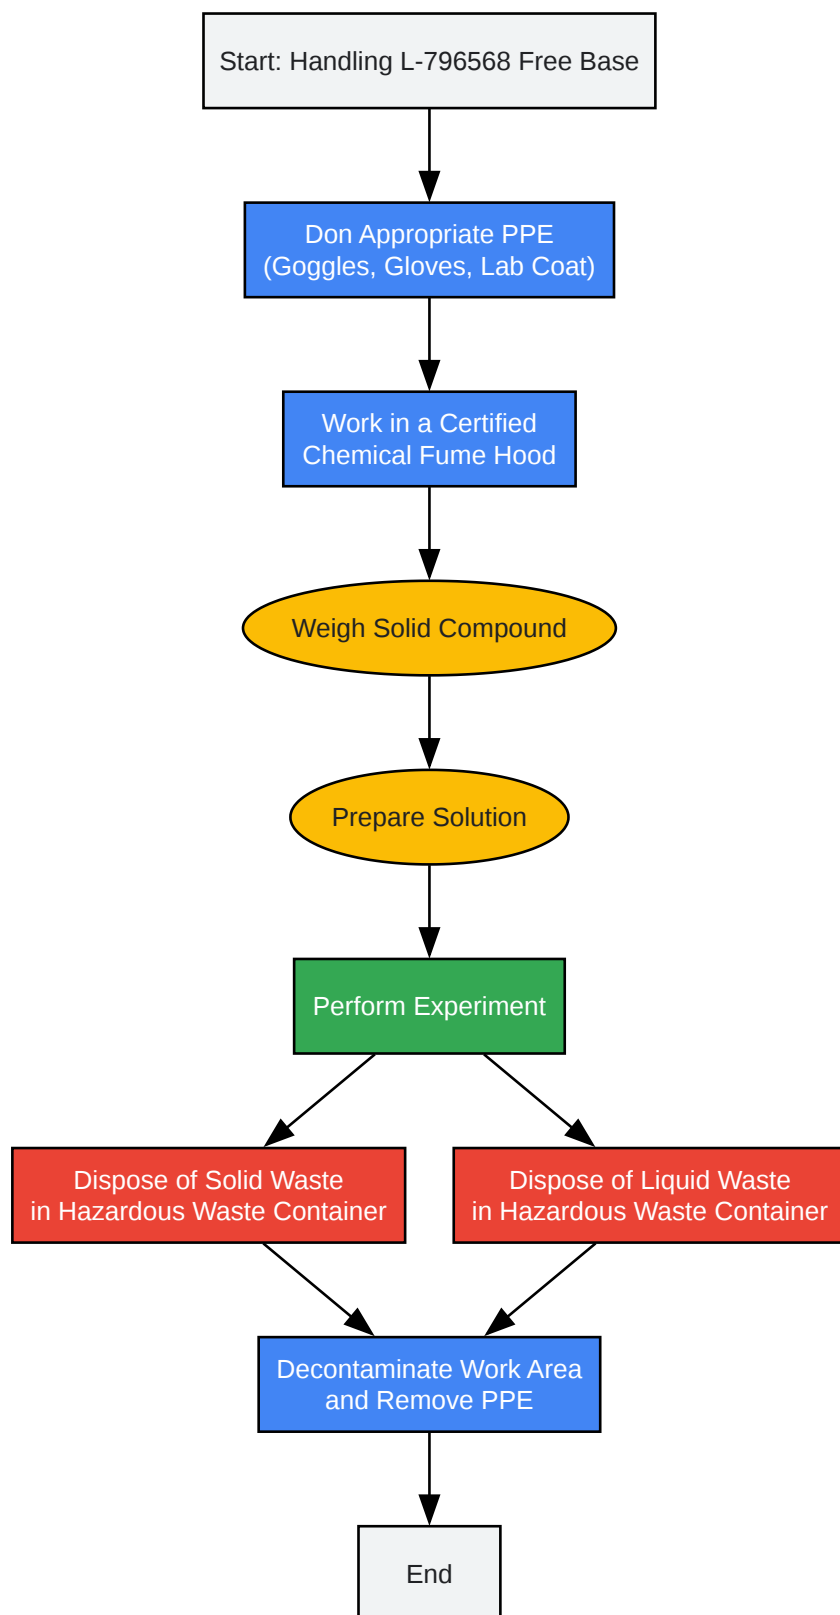 Start: Handling L-796568 Free Base
Don Appropriate PPE
(Goggles, Gloves, Lab Coat)
Work in a Certified
Chemical Fume Hood
Weigh Solid Compound
Prepare Solution
Perform Experiment
Dispose of Solid Waste
in Hazardous Waste Container
Dispose of Liquid Waste
in Hazardous Waste Container
Decontaminate Work Area
and Remove PPE
End